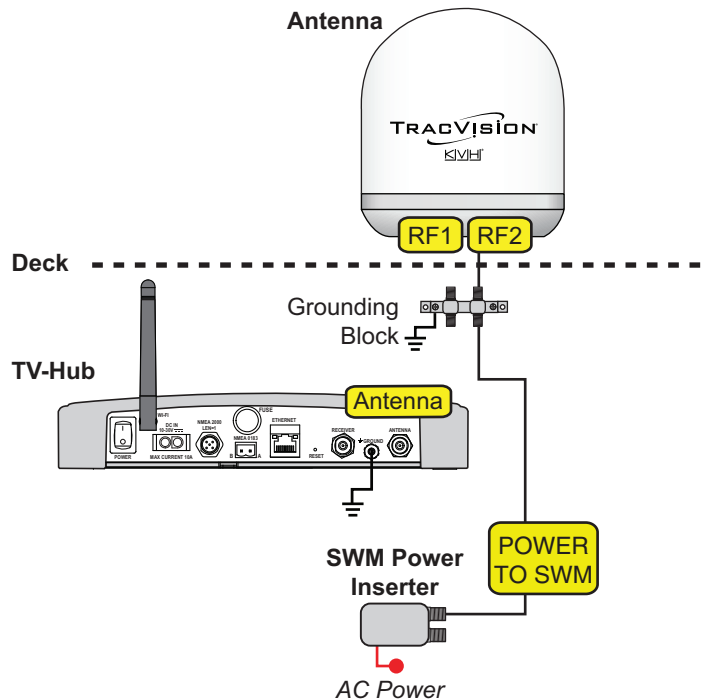 Antenna
TRACVISION
KVH
RF1 RF2
Deck
Grounding
Block
TV-Hub
Antenna
WI-FI
DC IN
10-30V
NMEA 2000
LEN=1
FUSE
NMEA 0183
ETHERNET
RECEIVER
GROUND
ANTENNA
POWER
MAX CURRENT 10A
B A
RESET
SWM Power
Inserter
POWER
TO SWM
AC Power